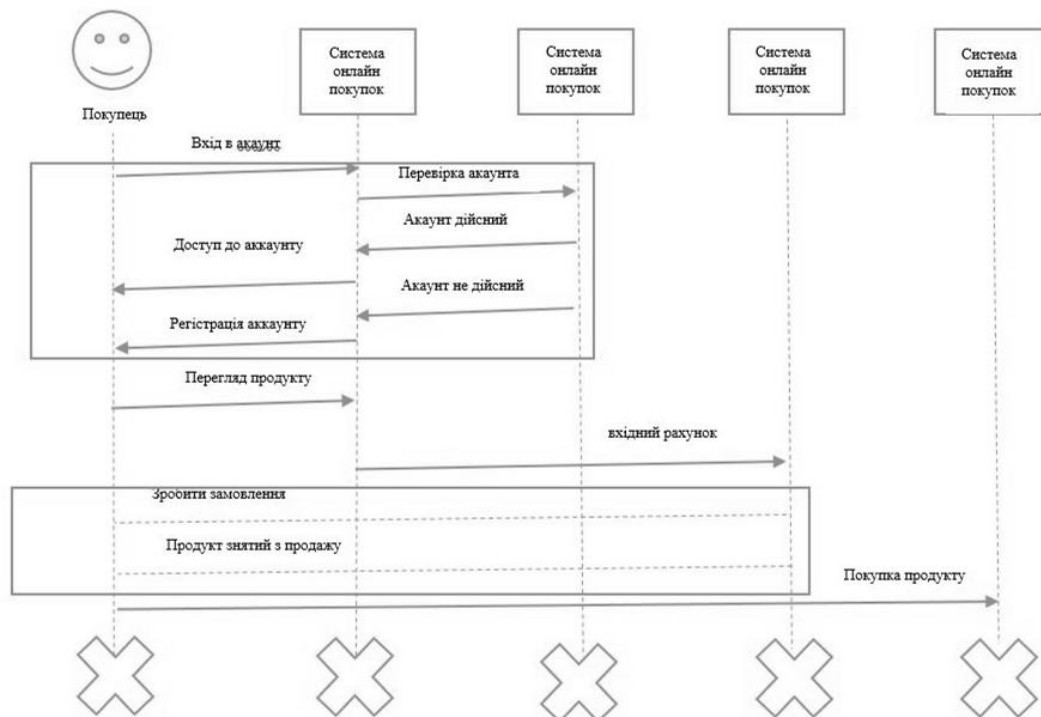 Система
онлайн
покупок
Система
онлайн
покупок
Система
онлайн
покупок
Система
онлайн
покупок
Покупець
Вхід в акаунт
Перевірка акаунта
Акаунт дійсний
Доступ до аккаунту
Акаунт не дійсний
Регістрація аккаунту
Перегляд продукту
вхідний рахунок
Зробити замовлення
Продукт знятий з продажу
Покупка продукту